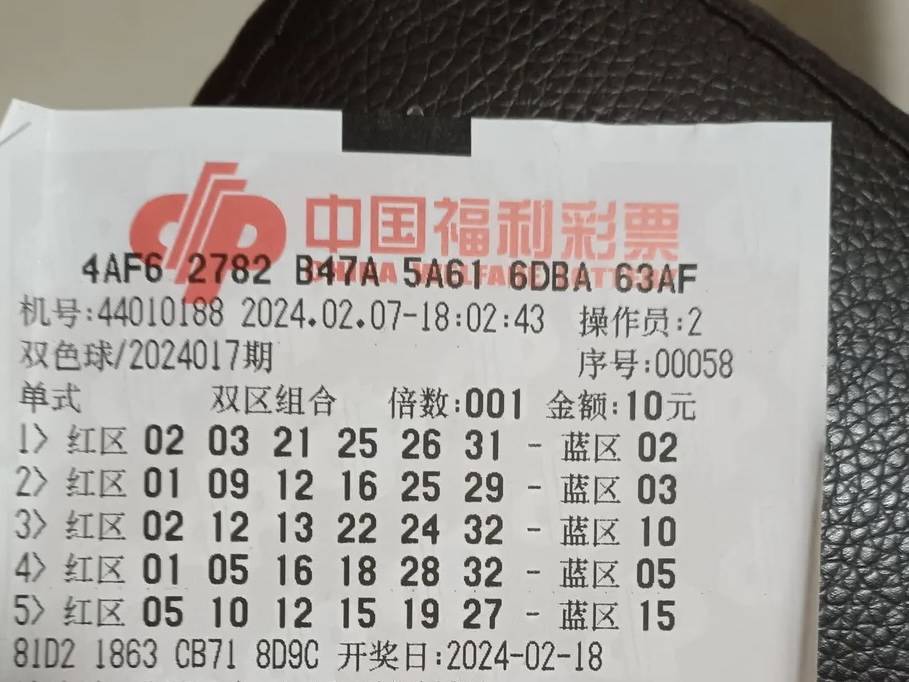 中国福利彩票
CHINA WELFARE LOTTERY
4AF6 2782 B47A 5A61 6DBA 63AF
机号:44010188 2024.02.07-18:02:43 操作员:2
双色球/2024017期 序号:00058
单式 双区组合 倍数:001 金额:10元
1> 红区 02 03 21 25 26 31 - 蓝区 02
2> 红区 01 09 12 16 25 29 - 蓝区 03
3> 红区 02 12 13 22 24 32 - 蓝区 10
4> 红区 01 05 16 18 28 32 - 蓝区 05
5> 红区 05 10 12 15 19 27 - 蓝区 15
81D2 1863 CB71 8D9C 开奖日:2024-02-18